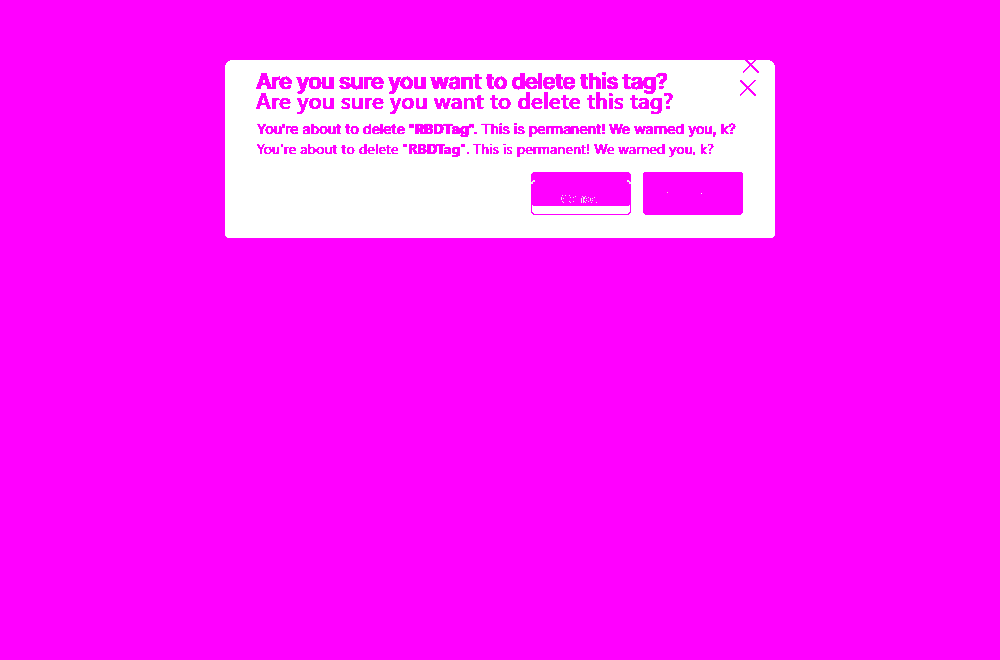 Are you sure you want to delete this tag?
Are you sure you want to delete this tag?
You're about to delete "RBDTag". This is permanent! We warned you, k?
You're about to delete "RBDTag". This is permanent! We warned you, k?